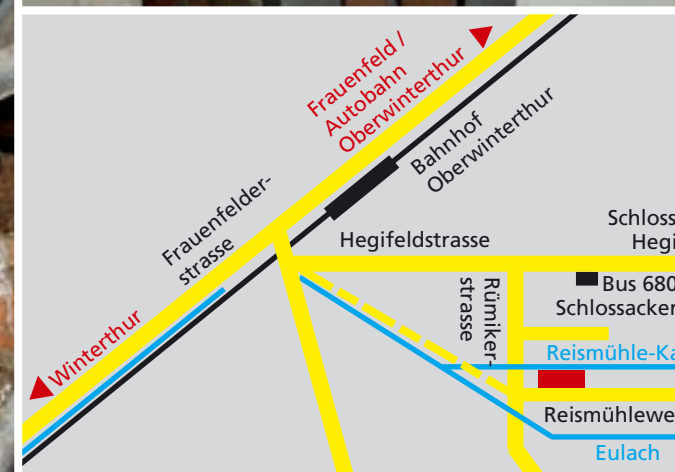 Frauenfeld /
Autobahn
Oberwinterthur
Bahnhof
Oberwinterthur
Frauenfelder-
strasse
Hegifeldstrasse
Schloss
Hegi
Rümiker-
strasse
Bus 680
Schlossacker
Winterthur
Reismühle-Ka
Reismühlewe
Eulach